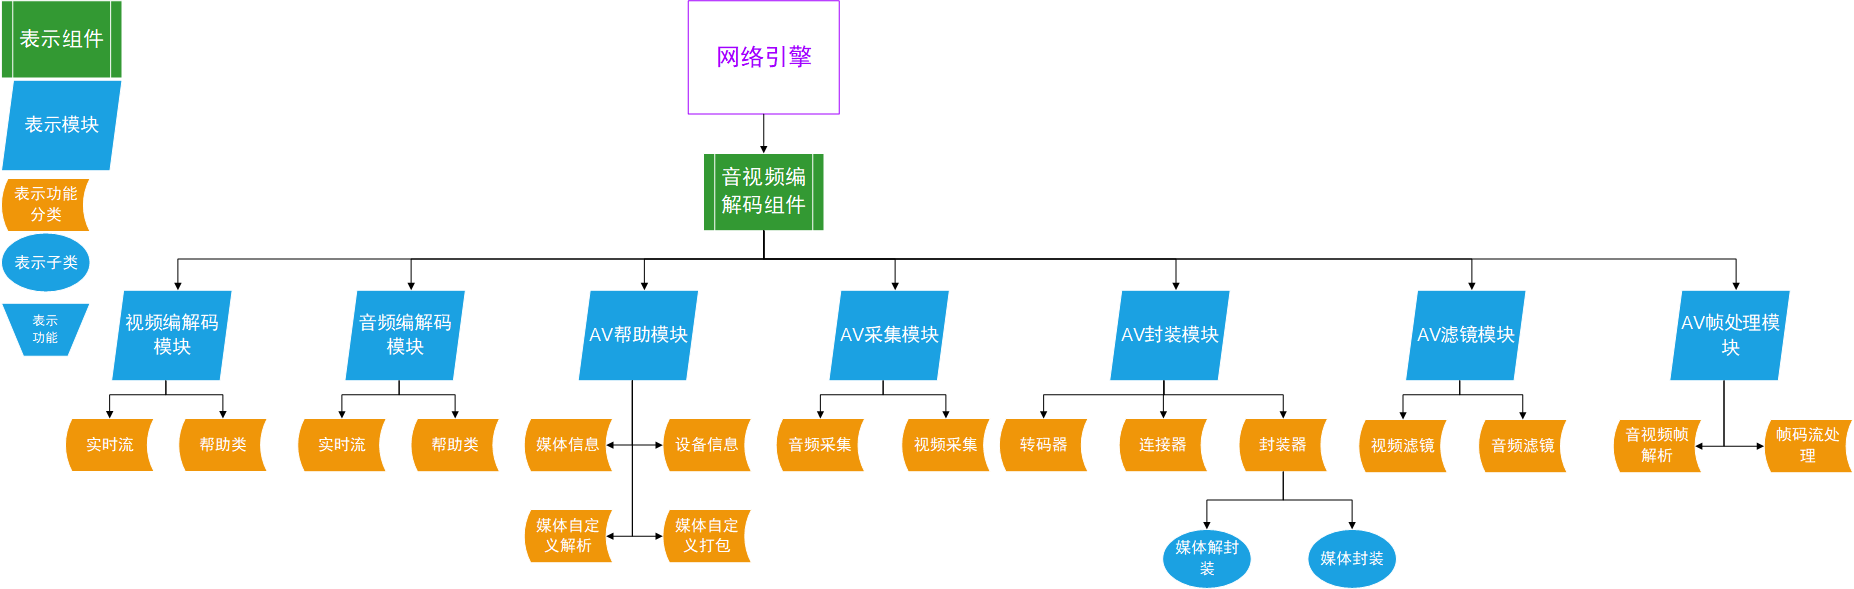 表示组件
表示模块
表示功能
分类
表示子类
表示
功能
网络引擎
音视频编
解码组件
视频编解码
模块
音频编解码
模块
AV帮助模块
AV采集模块
AV封装模块
AV滤镜模块
AV帧处理模
块
实时流
帮助类
实时流
帮助类
媒体信息
设备信息
音频采集
视频采集
转码器
连接器
封装器
视频滤镜
音频滤镜
音视频帧
解析
帧码流处
理
媒体自定
义解析
媒体自定
义打包
媒体解封
装
媒体封装